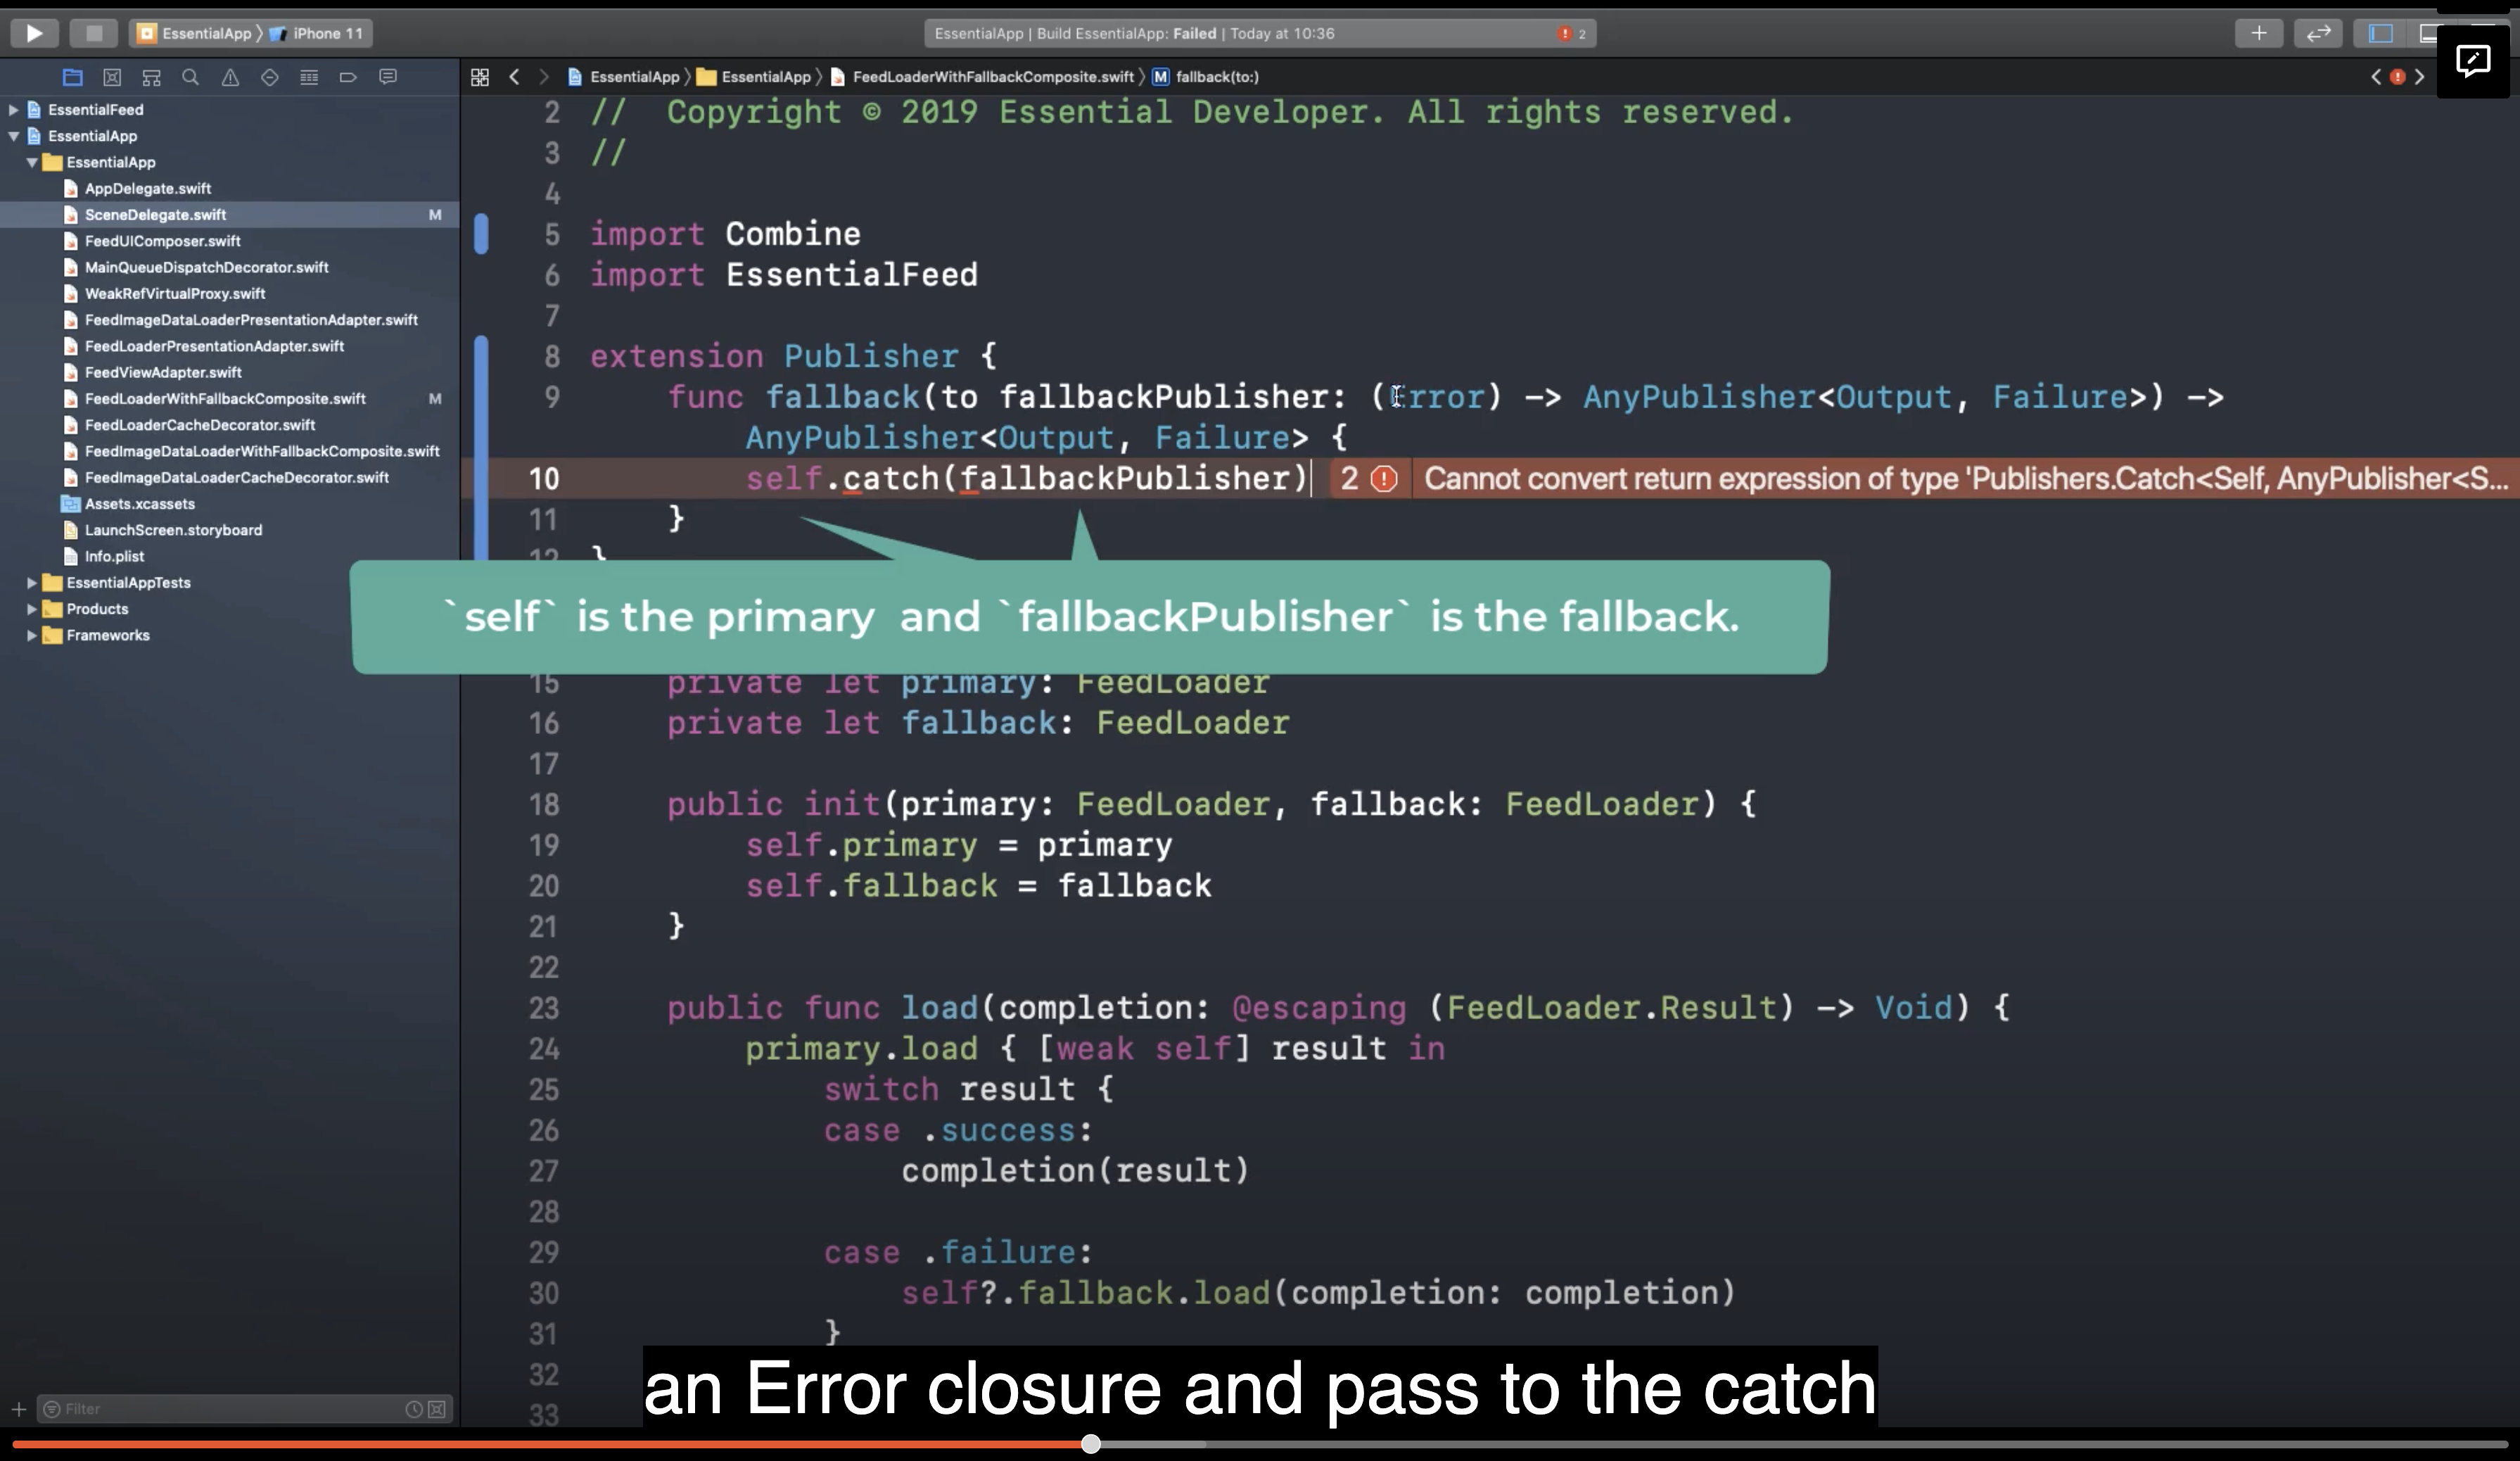 EssentialApp 〉 iPhone 11
EssentialApp | Build EssentialApp: Failed | Today at 10:36
2
EssentialApp 〉 EssentialApp 〉 FeedLoaderWithFallbackComposite.swift 〉 M fallback(to:)
EssentialFeed
EssentialApp
EssentialApp
AppDelegate.swift
SceneDelegate.swift M
FeedUIComposer.swift
MainQueueDispatchDecorator.swift
WeakRefVirtualProxy.swift
FeedImageDataLoaderPresentationAdapter.swift
FeedLoaderPresentationAdapter.swift
FeedViewAdapter.swift
FeedLoaderWithFallbackComposite.swift M
FeedLoaderCacheDecorator.swift
FeedImageDataLoaderWithFallbackComposite.swift
FeedImageDataLoaderCacheDecorator.swift
Assets.xcassets
LaunchScreen.storyboard
Info.plist
EssentialAppTests
Products
Frameworks
Filter
2 //  Copyright © 2019 Essential Developer. All rights reserved.
3 //
4
5 import Combine
6 import EssentialFeed
7
8 extension Publisher {
9 func fallback(to fallbackPublisher: (Error) -> AnyPublisher<Output, Failure>) ->
AnyPublisher<Output, Failure> {
10 self.catch(fallbackPublisher) 2 Cannot convert return expression of type 'Publishers.Catch<Self, AnyPublisher<S...
11 }
12 }
`self` is the primary and `fallbackPublisher` is the fallback.
15 private let primary: FeedLoader
16 private let fallback: FeedLoader
17
18 public init(primary: FeedLoader, fallback: FeedLoader) {
19 self.primary = primary
20 self.fallback = fallback
21 }
22
23 public func load(completion: @escaping (FeedLoader.Result) -> Void) {
24 primary.load { [weak self] result in
25 switch result {
26 case .success:
27 completion(result)
28
29 case .failure:
30 self?.fallback.load(completion: completion)
31 }
32
33
an Error closure and pass to the catch